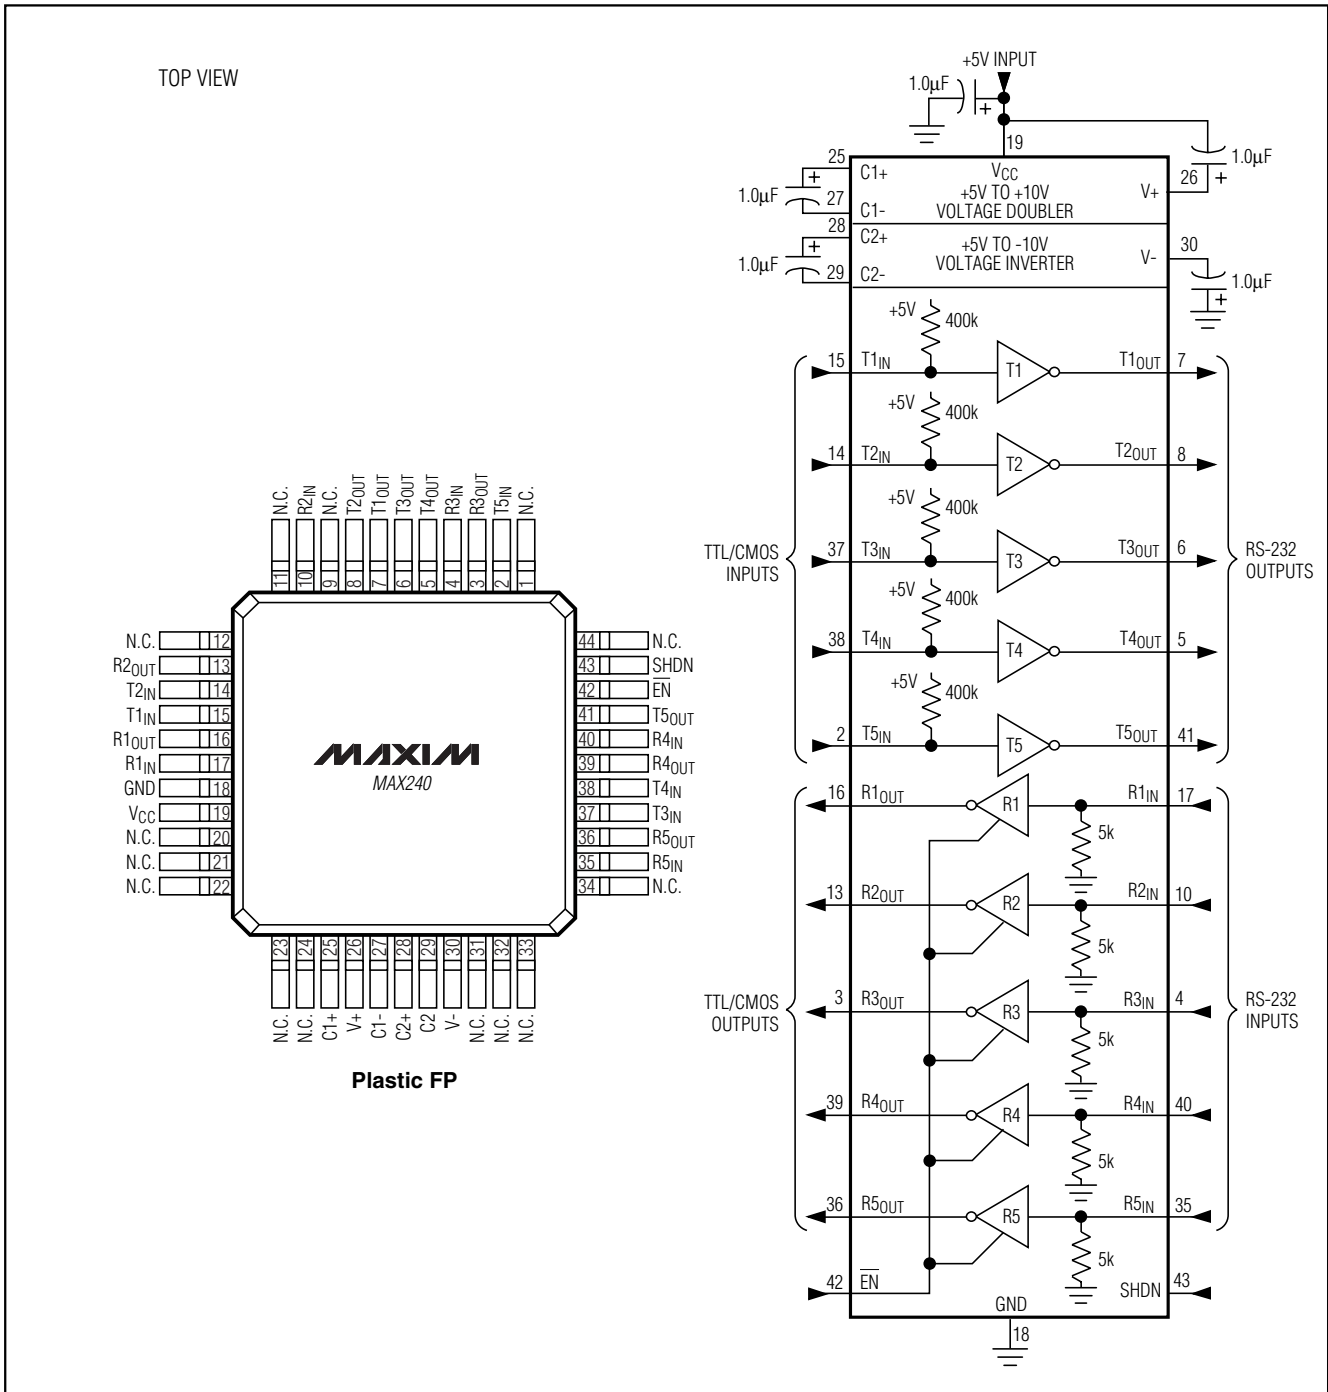 TOP VIEW
N.C.
R2IN
N.C.
T2OUT
T1OUT
T3OUT
T4OUT
R3IN
R3OUT
T5IN
N.C.
11
10
9
8
7
6
5
4
3
2
1
N.C. 12
R2OUT 13
T2IN 14
T1IN 15
R1OUT 16
R1IN 17
GND 18
VCC 19
N.C. 20
N.C. 21
N.C. 22
44 N.C.
43 SHDN
42 EN
41 T5OUT
40 R4IN
39 R4OUT
38 T4IN
37 T3IN
36 R5OUT
35 R5IN
34 N.C.
MAXIM
MAX240
23
24
25
26
27
28
29
30
31
32
33
N.C.
N.C.
C1+
V+
C1-
C2+
C2
V-
N.C.
N.C.
N.C.
Plastic FP
+5V INPUT
1.0µF
+
19
1.0µF
+
25 C1+
1.0µF +
27 C1-
VCC
+5V TO +10V
VOLTAGE DOUBLER
V+ 26
28 C2+
1.0µF +
29 C2-
+5V TO -10V
VOLTAGE INVERTER
V- 30
1.0µF
+
+5V 400k
15 T1IN T1 T1OUT 7
+5V 400k
14 T2IN T2 T2OUT 8
+5V 400k
37 T3IN T3 T3OUT 6
TTL/CMOS
INPUTS
RS-232
OUTPUTS
+5V 400k
38 T4IN T4 T4OUT 5
+5V 400k
2 T5IN T5 T5OUT 41
16 R1OUT R1 R1IN 17
5k
13 R2OUT R2 R2IN 10
5k
3 R3OUT R3 R3IN 4
5k
TTL/CMOS
OUTPUTS
RS-232
INPUTS
39 R4OUT R4 R4IN 40
5k
36 R5OUT R5 R5IN 35
5k
42 EN
SHDN 43
GND
18